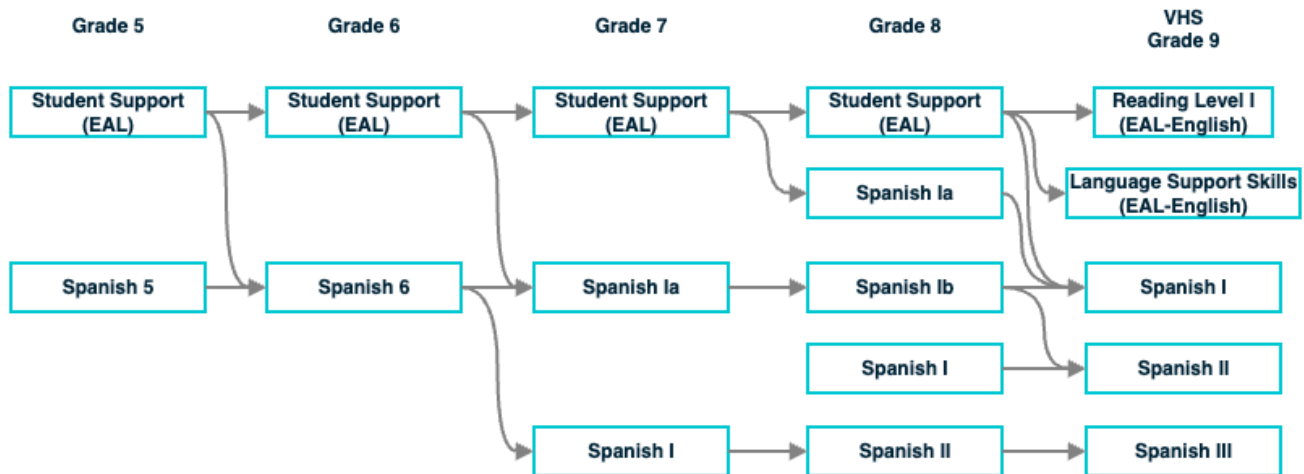 Grade 5
Grade 6
Grade 7
Grade 8
VHS
Grade 9
Student Support
(EAL)
Student Support
(EAL)
Student Support
(EAL)
Student Support
(EAL)
Reading Level I
(EAL-English)
Spanish Ia
Language Support Skills
(EAL-English)
Spanish 5
Spanish 6
Spanish Ia
Spanish Ib
Spanish I
Spanish I
Spanish II
Spanish I
Spanish II
Spanish III